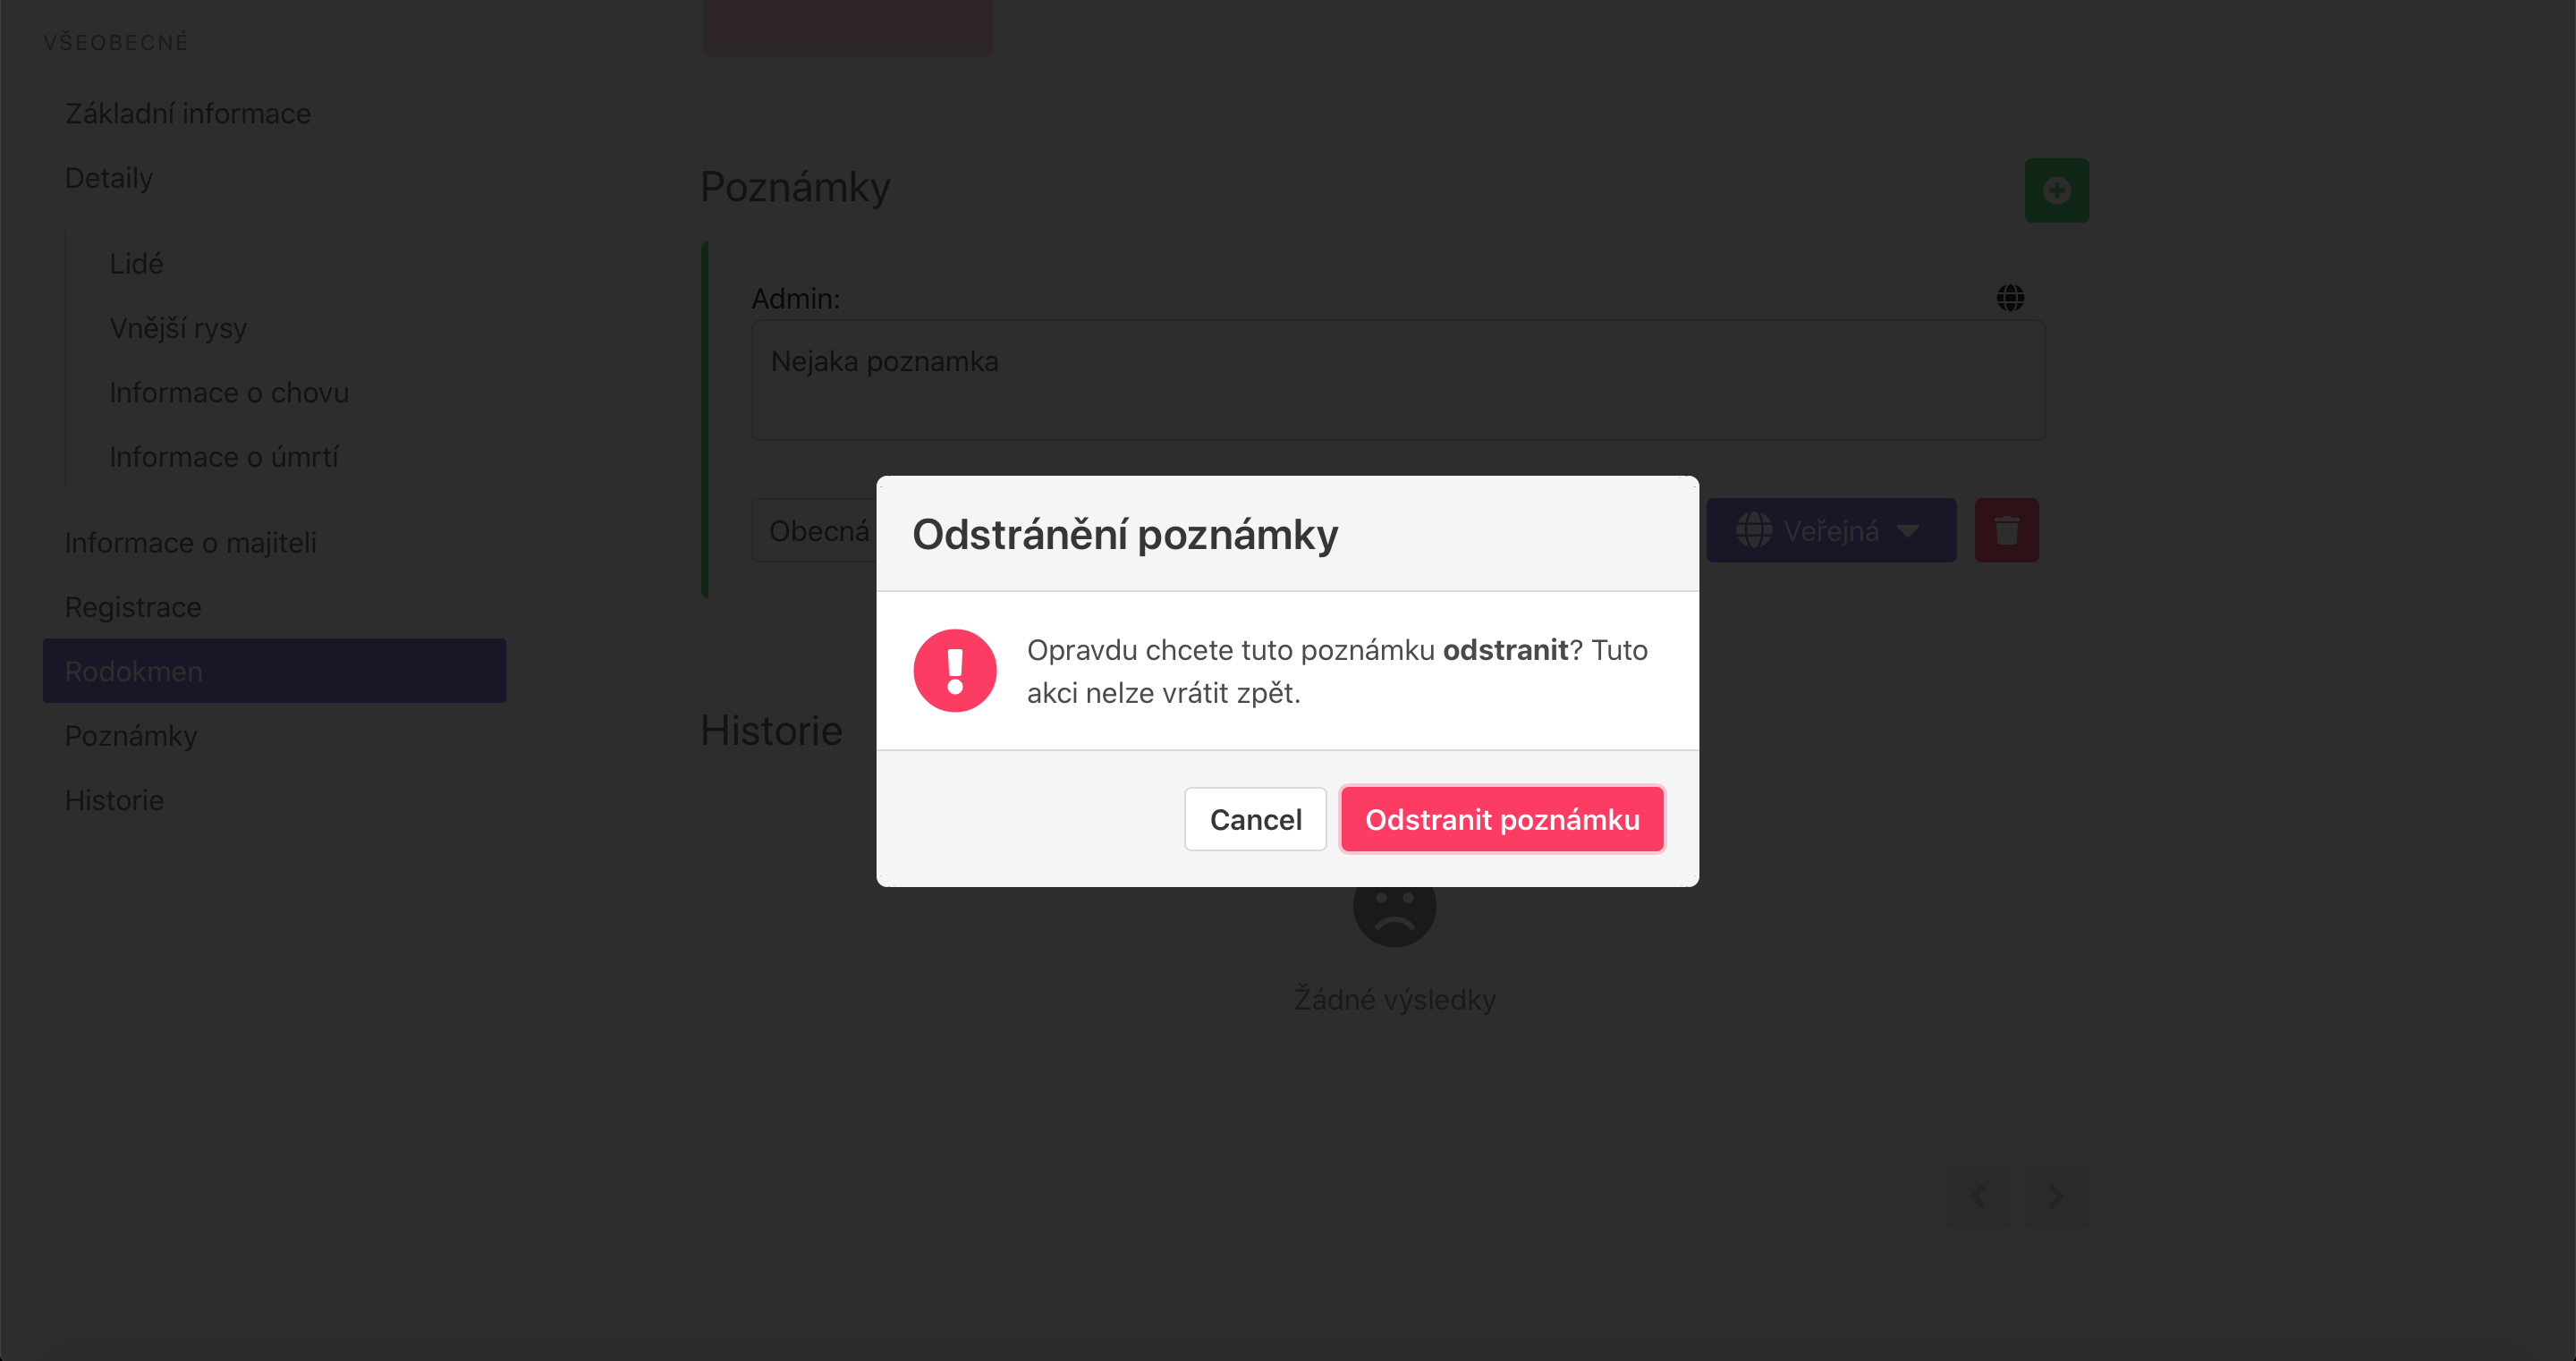 VŠEOBECNÉ
Základní informace
Detaily
Lidé
Vnější rysy
Informace o chovu
Informace o úmrtí
Informace o majiteli
Registrace
Rodokmen
Poznámky
Historie
Poznámky
Admin:
Nejaka poznamka
Obecná
Veřejná
Odstránění poznámky
Opravdu chcete tuto poznámku odstranit? Tuto
akci nelze vrátit zpět.
Cancel
Odstranit poznámku
Historie
Žádné výsledky